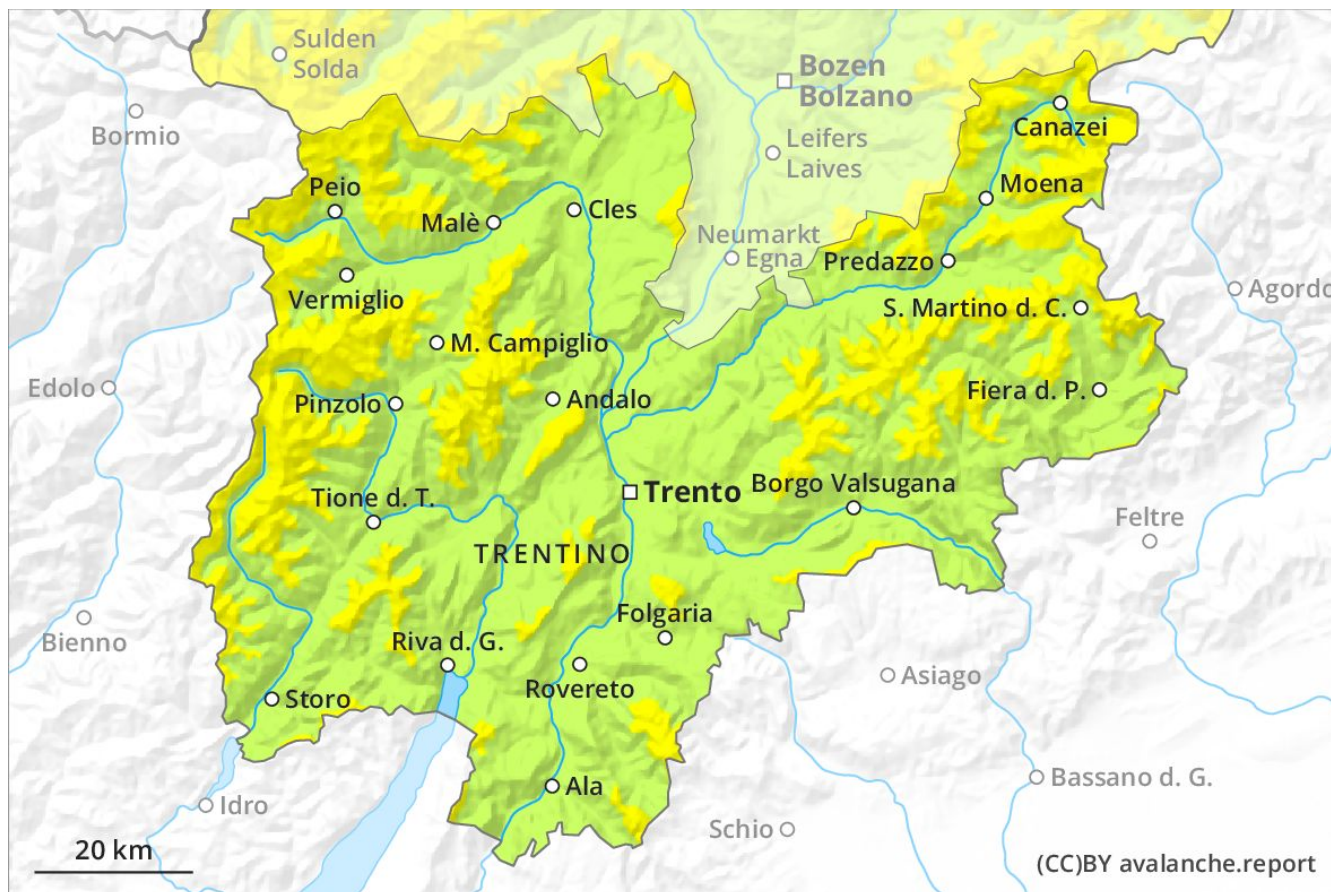 Sulden
Solda
Bozen
Bolzano
Bormio
Canazei
Leifers
Laives
Peio
Moena
Malè
Cles
Neumarkt
Egna
Predazzo
Vermiglio
Agordo
S. Martino d. C.
M. Campiglio
Edolo
Pinzolo
Andalo
Fiera d. P.
Trento
Borgo Valsugana
Tione d. T.
Feltre
TRENTINO
Bienno
Folgaria
Riva d. G.
Asiago
Rovereto
Storo
Bassano d. G.
Ala
Idro
Schio
20 km
(CC)BY avalanche.report